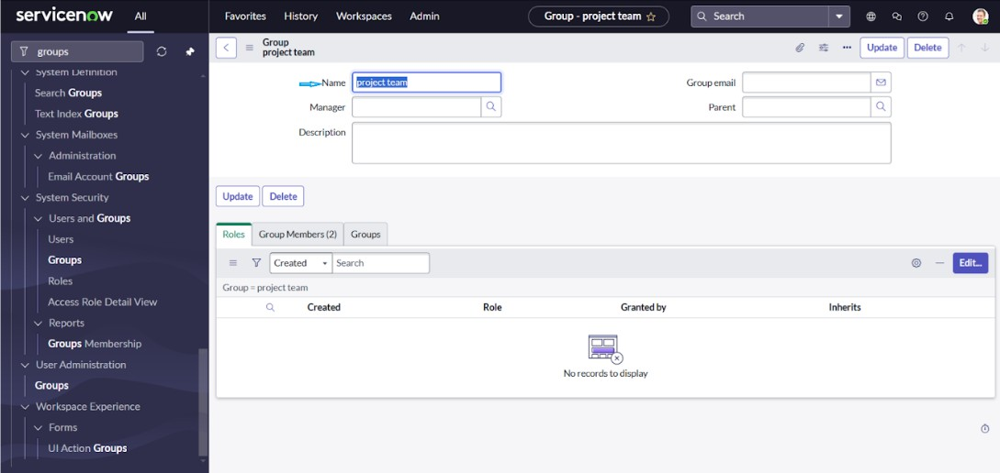 servicenow All Favorites History Workspaces Admin Group - project team Search
groups
Group
project team
Update Delete
System Definition
Search Groups
Text Index Groups
System Mailboxes
Administration
Email Account Groups
System Security
Users and Groups
Users
Groups
Roles
Access Role Detail View
Reports
Groups Membership
User Administration
Groups
Workspace Experience
Forms
UI Action Groups
Name project team Group email
Manager Parent
Description
Update Delete
Roles Group Members (2) Groups
Created Search Edit...
Group = project team
Created Role Granted by Inherits
No records to display